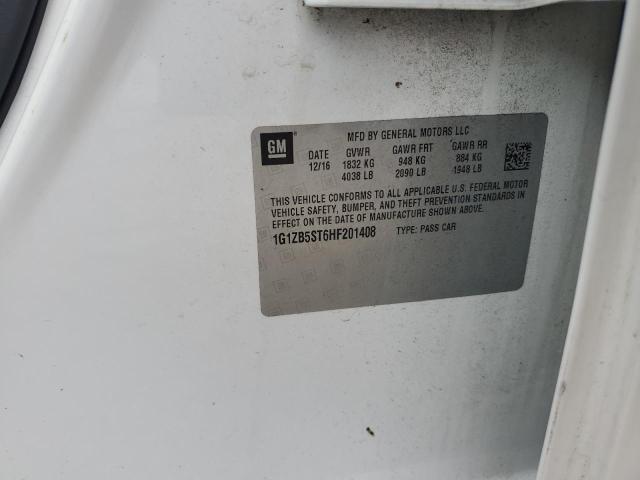 GM
MFD BY GENERAL MOTORS LLC
DATE GVWR GAWR FRT GAWR RR
12/16 1832 KG 948 KG 884 KG
4038 LB 2090 LB 1948 LB
THIS VEHICLE CONFORMS TO ALL APPLICABLE U.S. FEDERAL MOTOR
VEHICLE SAFETY, BUMPER, AND THEFT PREVENTION STANDARDS IN
EFFECT ON THE DATE OF MANUFACTURE SHOWN ABOVE.
1G1ZB5ST6HF201408 TYPE: PASS CAR